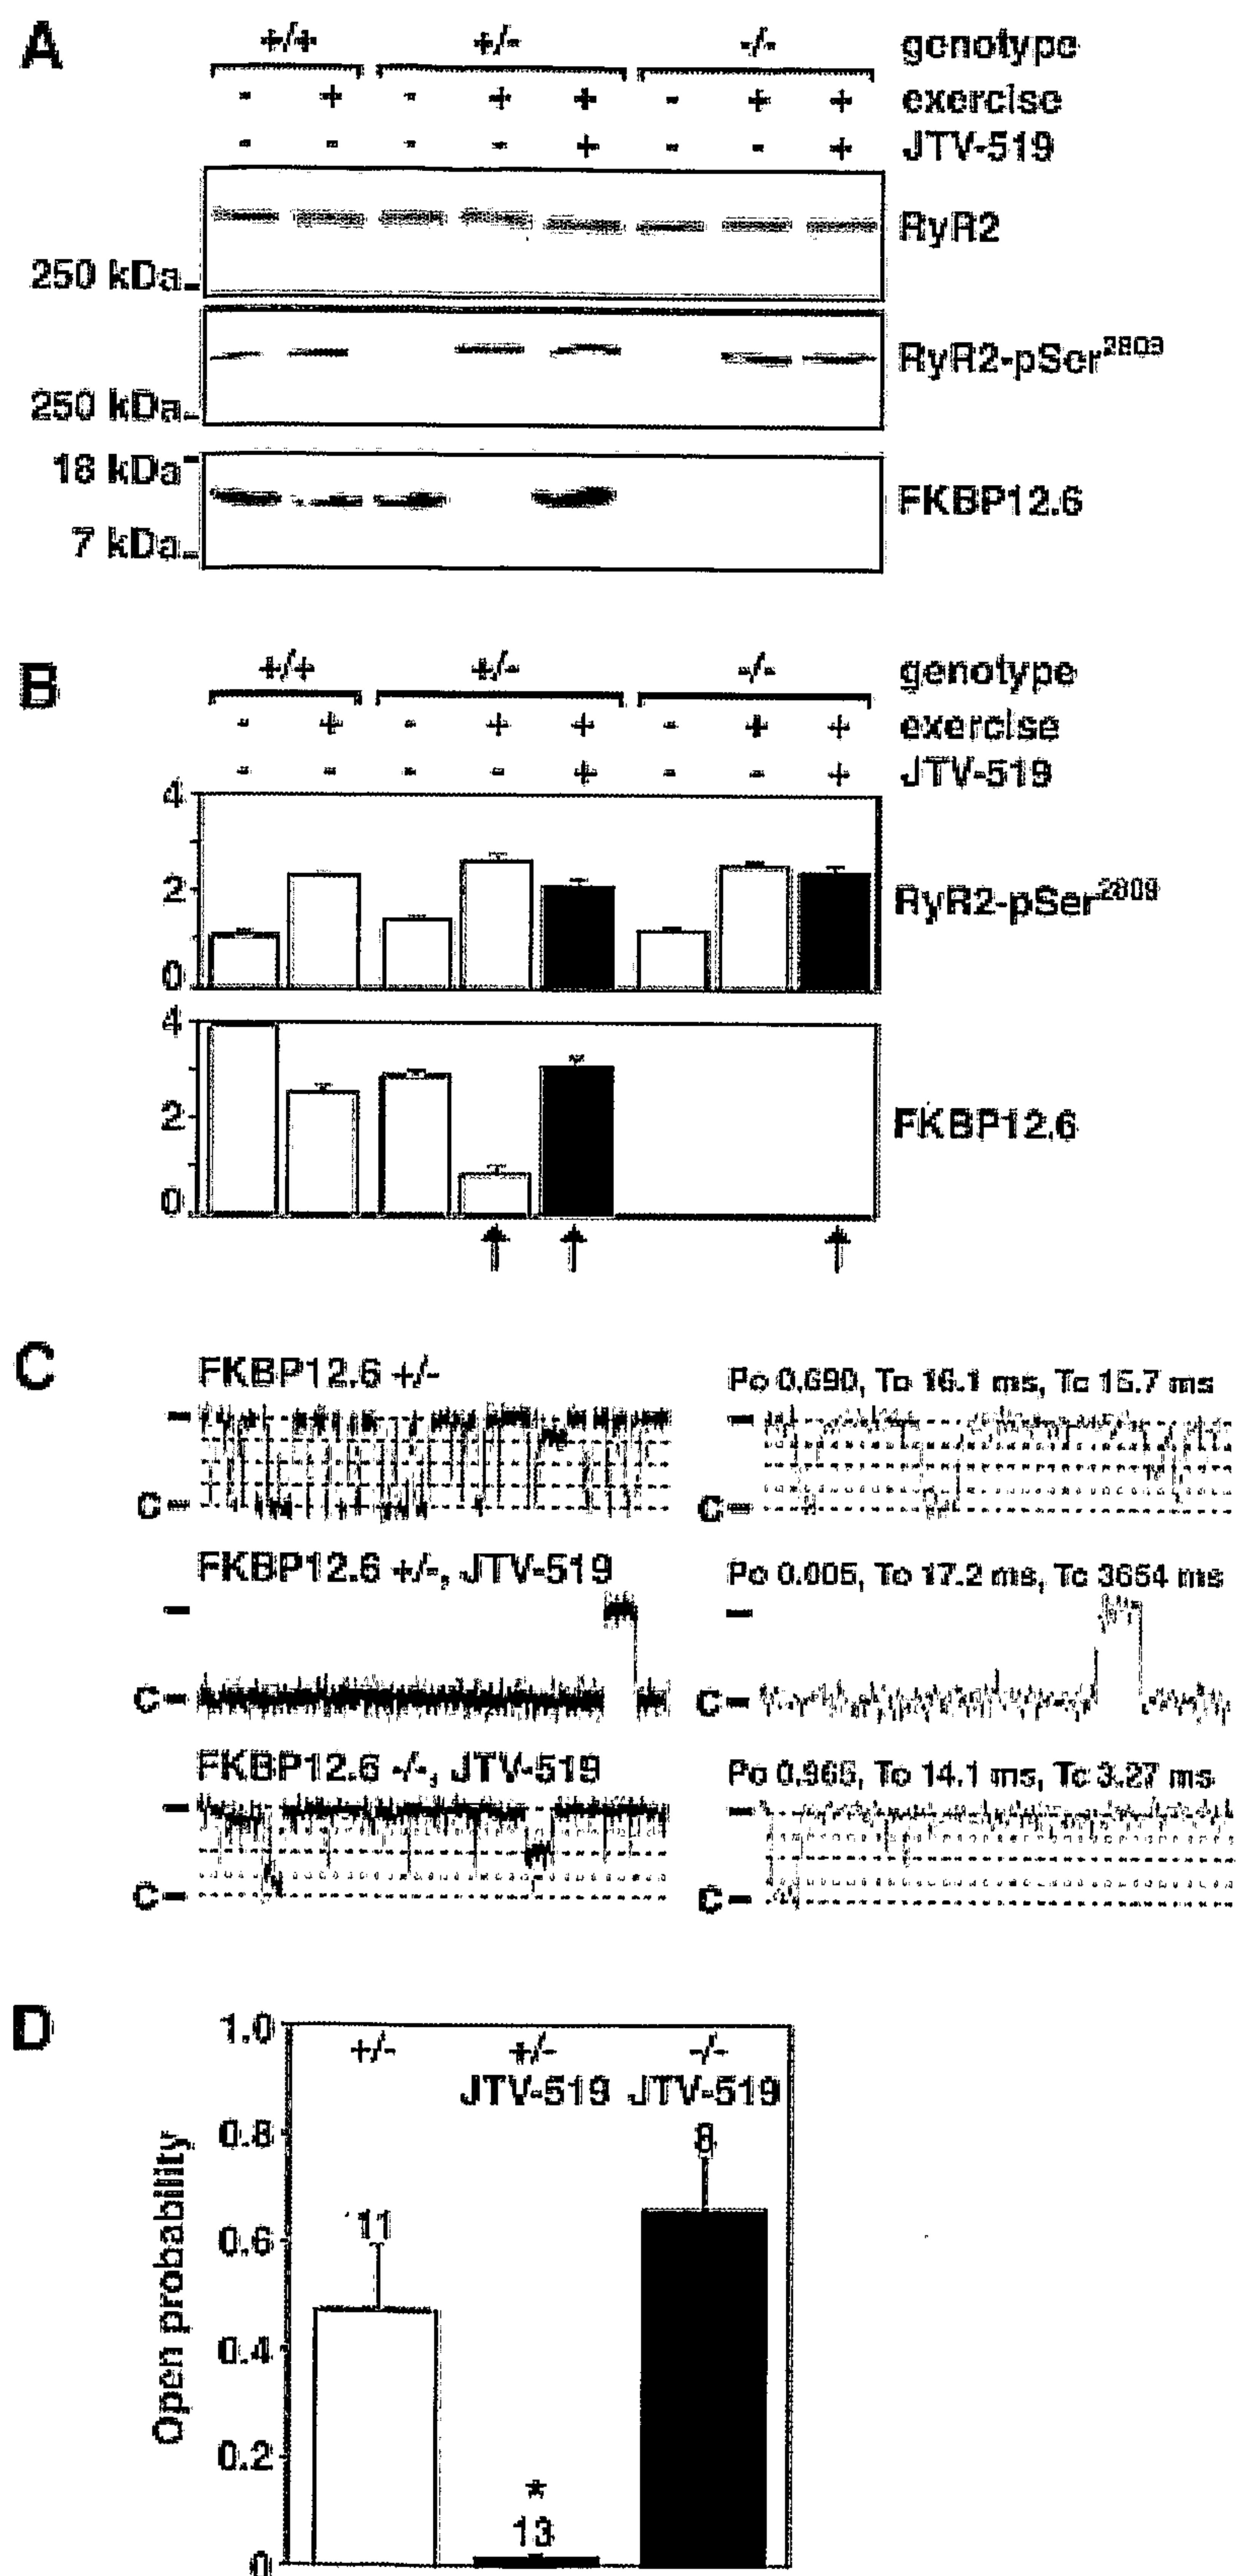 A
+/+ +/- -/- genotype
- + - + + - + + exercise
- - - - + - - + JTV-519
RyR2
250 kDa
RyR2-pSer2809
250 kDa
18 kDa
FKBP12.6
7 kDa
B
+/+ +/- -/- genotype
- + - + + - + + exercise
- - - - + - - + JTV-519
4
2
0
RyR2-pSer2809
4
2
0
FKBP12.6
C
FKBP12.6 +/- Po 0.690, To 16.1 ms, Tc 15.7 ms
C C
FKBP12.6 +/-, JTV-519 Po 0.005, To 17.2 ms, Tc 3654 ms
C C
FKBP12.6 -/-, JTV-519 Po 0.965, To 14.1 ms, Tc 3.27 ms
C C
D
Open probability
1.0
0.8
0.6
0.4
0.2
0
+/- +/- -/-
JTV-519 JTV-519
11
*
13
8